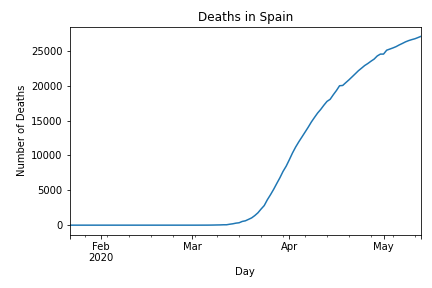 Deaths in Spain
Number of Deaths
25000
20000
15000
10000
5000
0
Feb
2020
Mar
Apr
May
Day